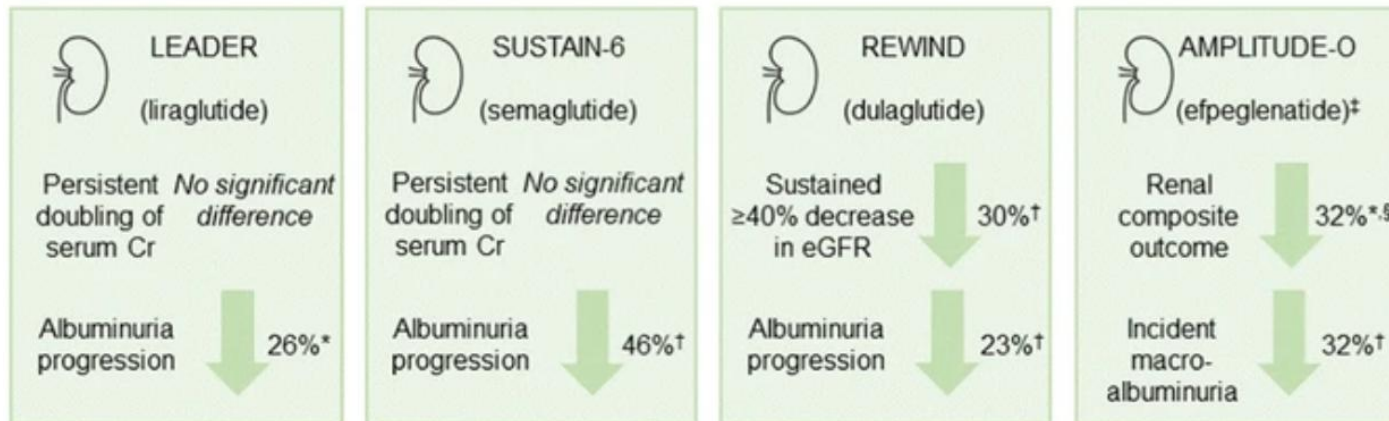 LEADER
(liraglutide)
Persistent
doubling of
serum Cr
No significant
difference
Albuminuria
progression
26%*
SUSTAIN-6
(semaglutide)
Persistent
doubling of
serum Cr
No significant
difference
Albuminuria
progression
46%†
REWIND
(dulaglutide)
Sustained
≥40% decrease
in eGFR
30%†
Albuminuria
progression
23%†
AMPLITUDE-O
(efpeglenatide)‡
Renal
composite
outcome
32%*,§
Incident
macro-
albuminuria
32%†